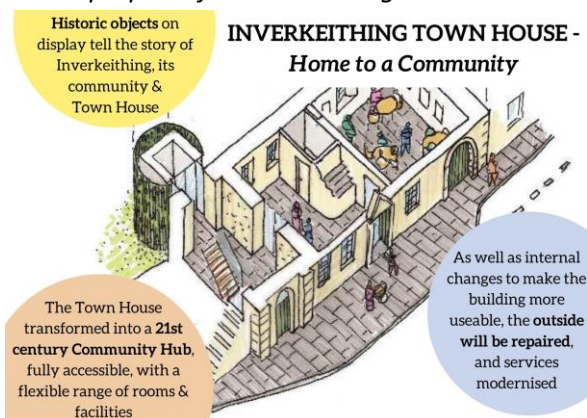 Historic objects on
display tell the story of
Inverkeithing, its
community &
Town House
INVERKEITHING TOWN HOUSE -
Home to a Community
As well as internal
changes to make the
building more
useable, the outside
will be repaired,
and services
modernised
The Town House
transformed into a 21st
century Community Hub,
fully accessible, with a
flexible range of rooms &
facilities